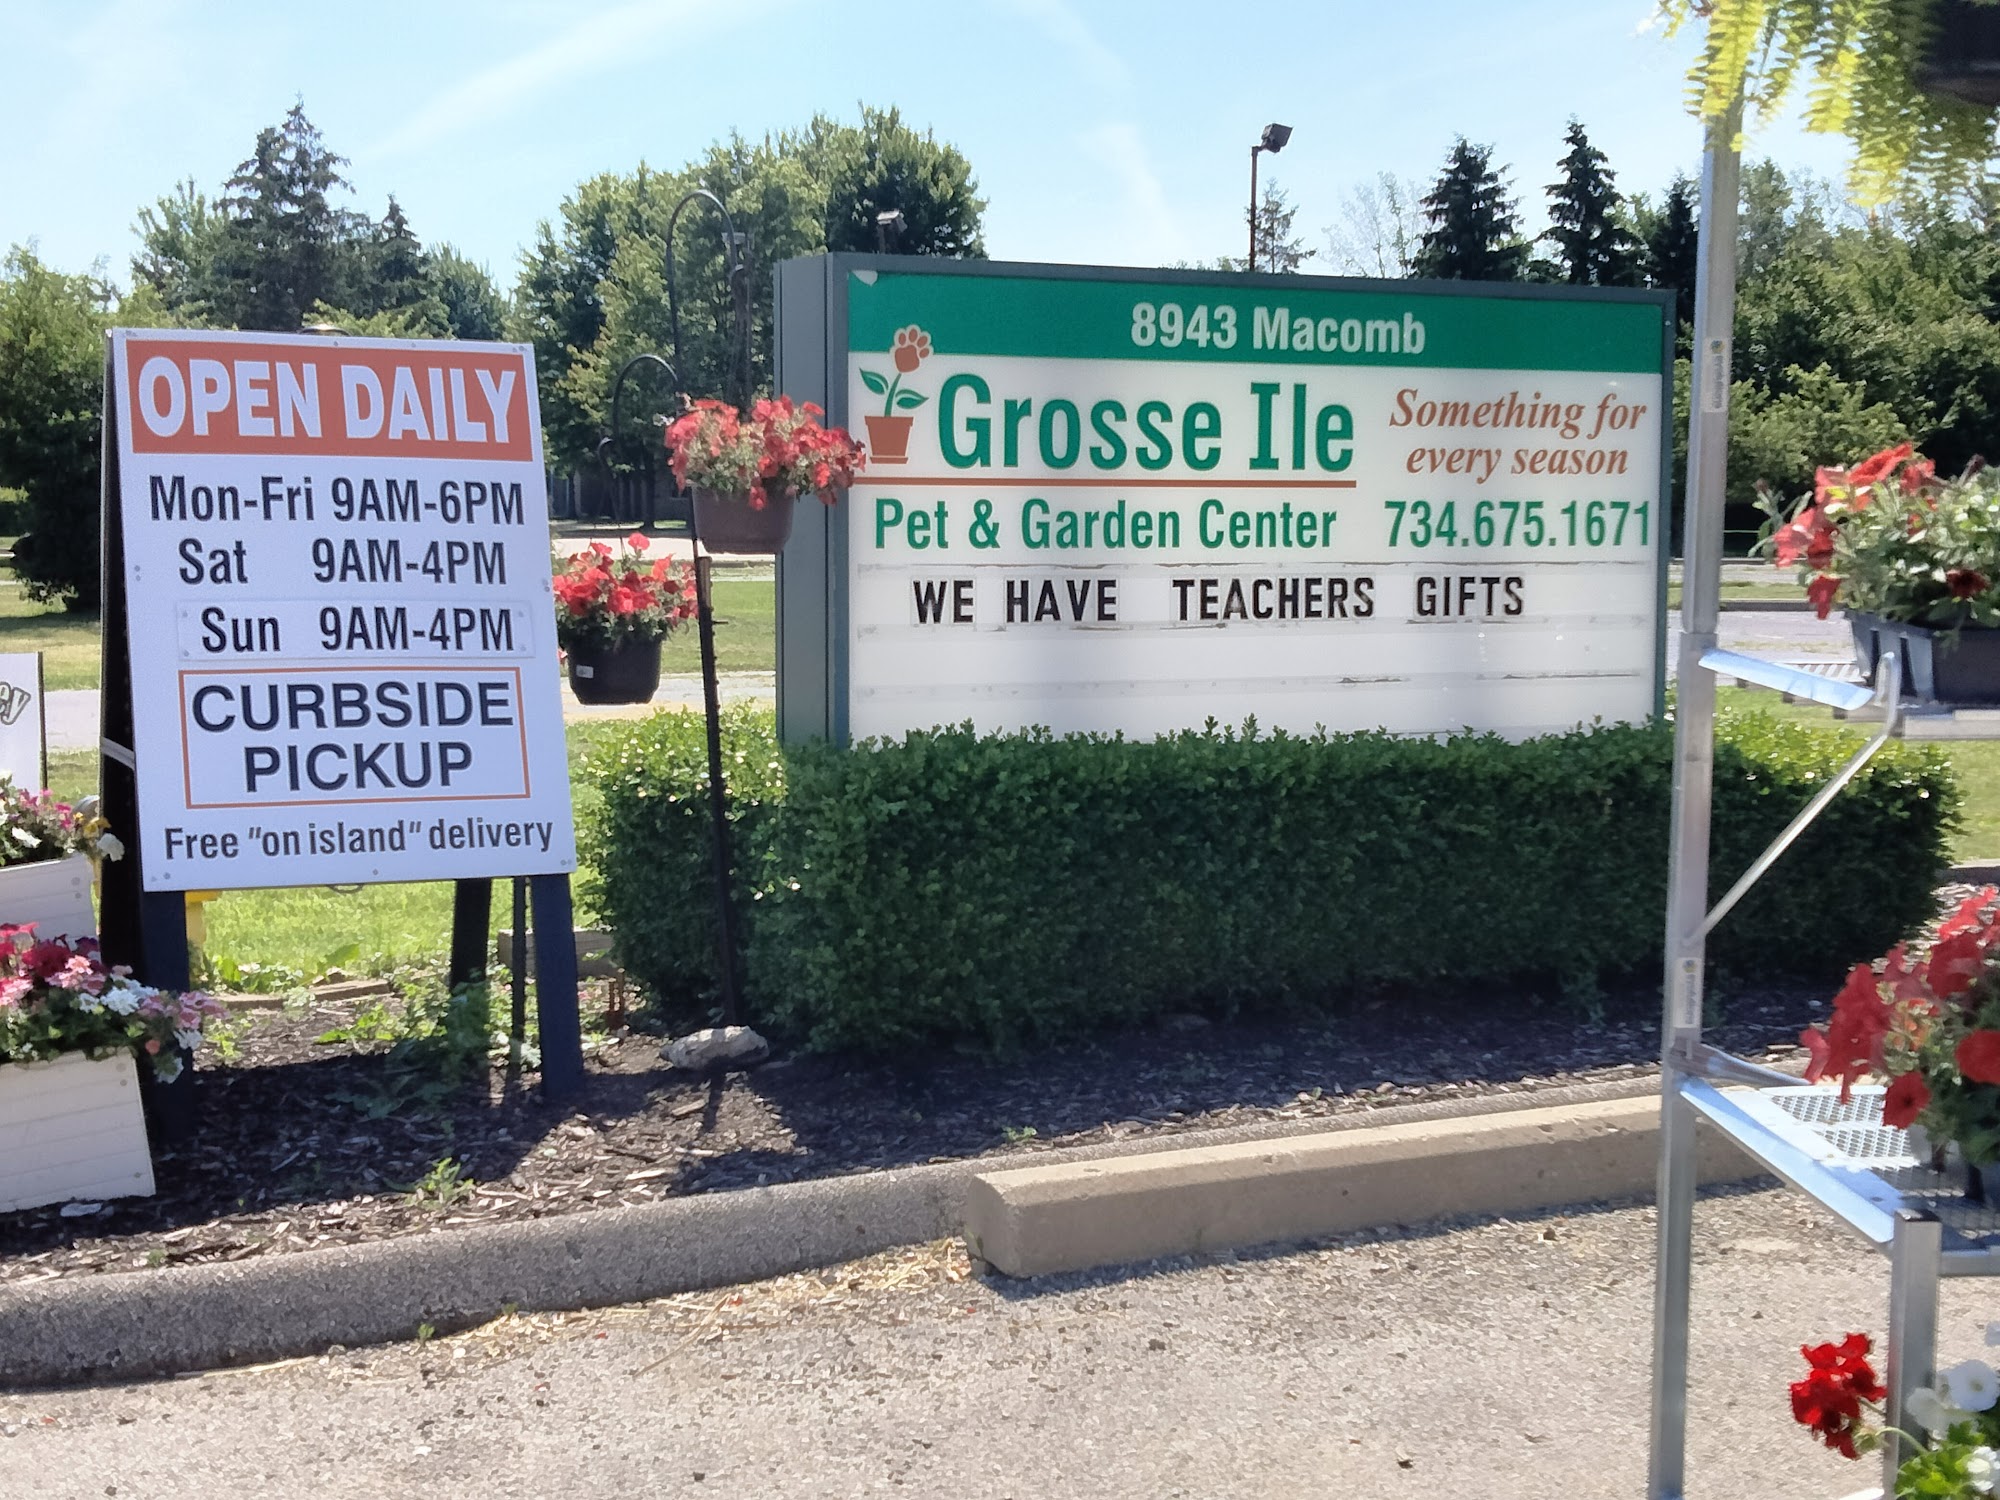 OPEN DAILY
Mon-Fri 9AM-6PM
Sat 9AM-4PM
Sun 9AM-4PM
CURBSIDE
PICKUP
Free "on island" delivery
8943 Macomb
Grosse Ile
Something for
every season
Pet & Garden Center 734.675.1671
WE HAVE TEACHERS GIFTS